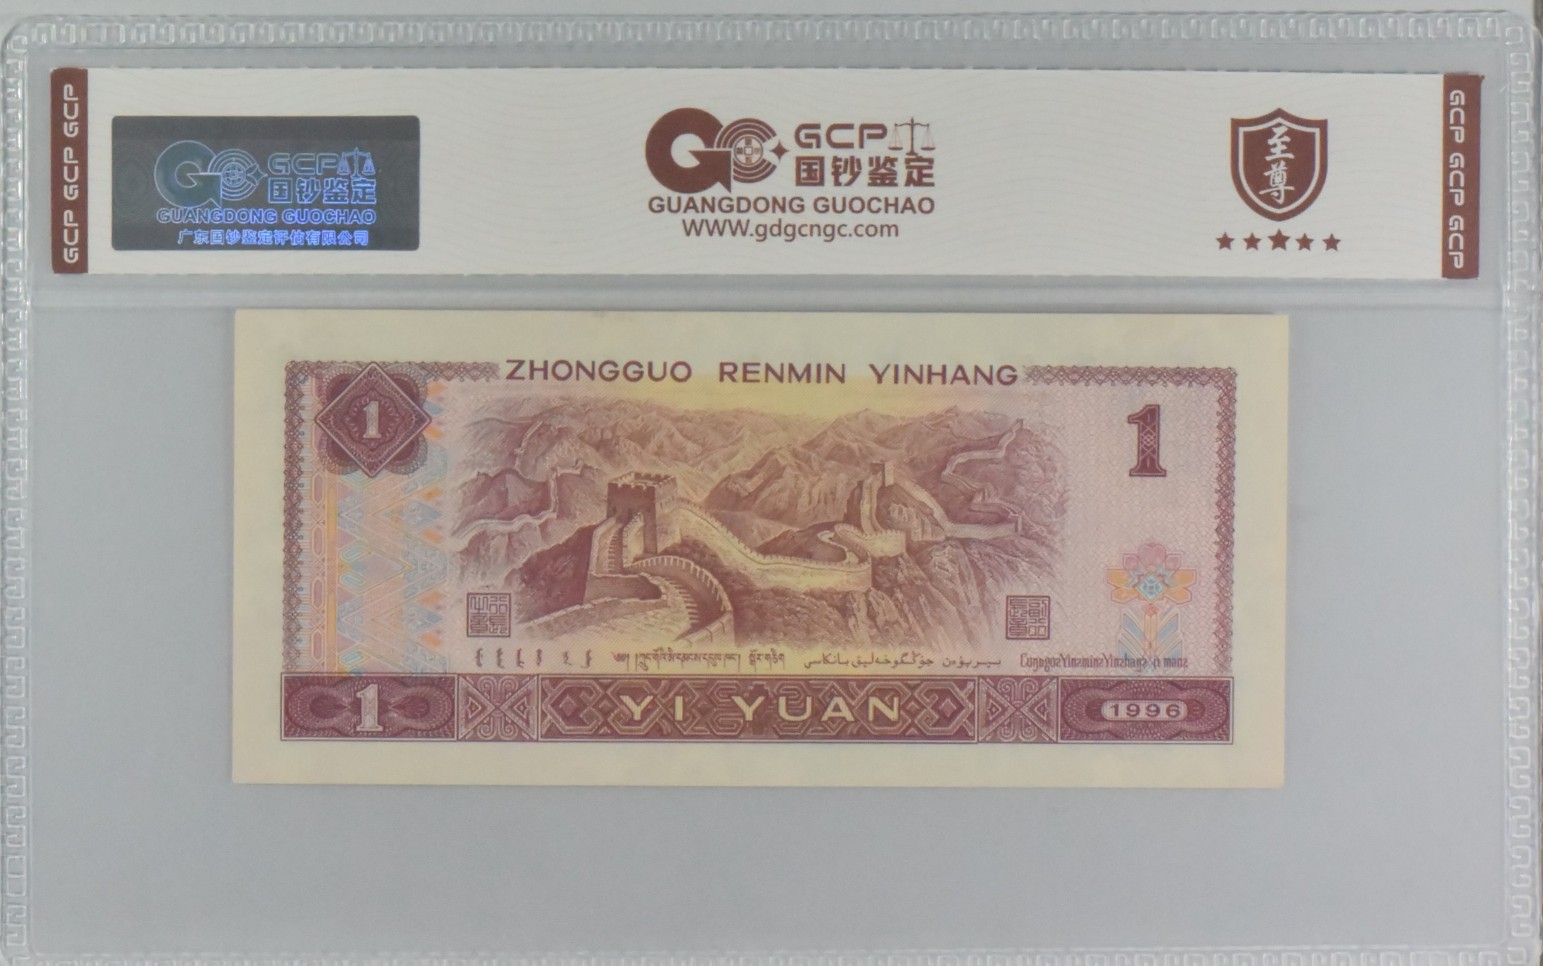 GCP GCP GCP
GCP
国钞鉴定
GUANGDONG GUOCHAO
广东国钞鉴定评估有限公司
GCP
国钞鉴定
GUANGDONG GUOCHAO
WWW.gdgcngc.com
至尊
GCP GCP GCP
ZHONGGUO RENMIN YINHANG
1
1
1
YI YUAN
1996